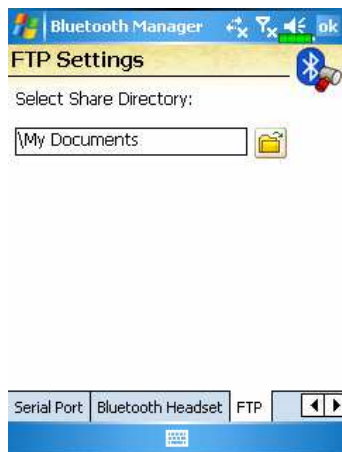 Bluetooth Manager ok
FTP Settings
Select Share Directory:
\My Documents
Serial Port Bluetooth Headset FTP